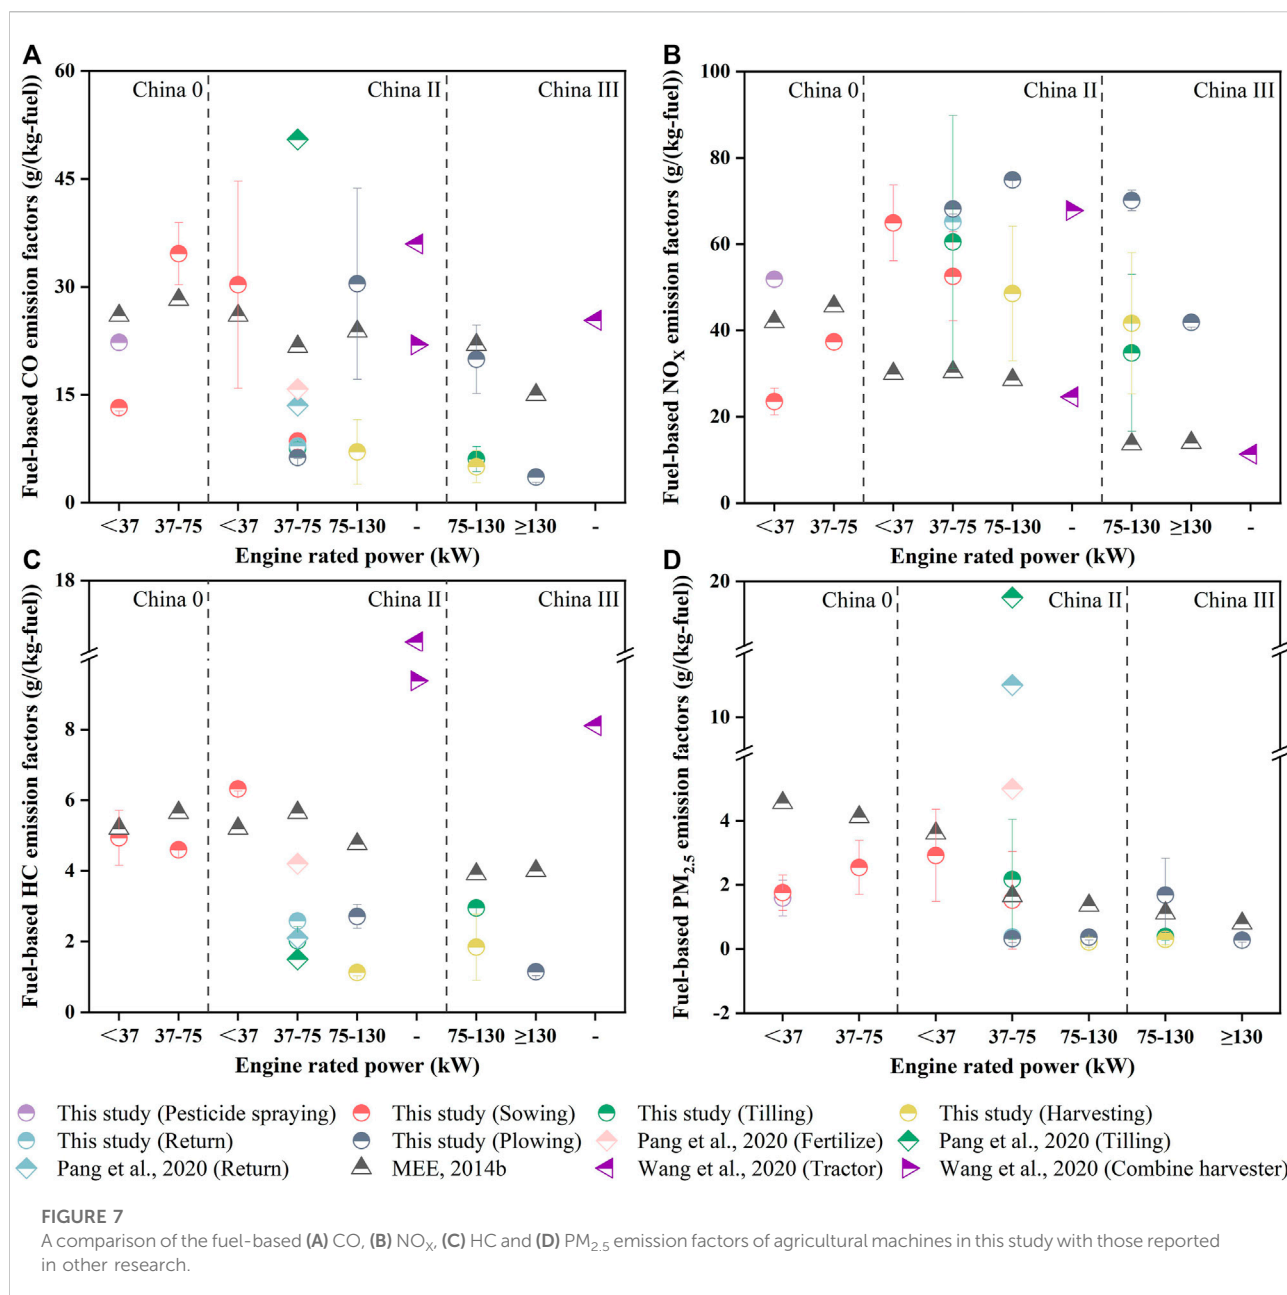 A
China 0
China II
China III
Fuel-based CO emission factors (g/(kg-fuel))
60
45
30
15
0
<37 37-75 <37 37-75 75-130 - 75-130 ≥130 -
Engine rated power (kW)
B
China 0
China II
China III
Fuel-based NOX emission factors (g/(kg-fuel))
100
80
60
40
20
0
<37 37-75 <37 37-75 75-130 - 75-130 ≥130 -
Engine rated power (kW)
C
China 0
China II
China III
Fuel-based HC emission factors (g/(kg-fuel))
18
8
6
4
2
0
<37 37-75 <37 37-75 75-130 - 75-130 ≥130 -
Engine rated power (kW)
D
China 0
China II
China III
Fuel-based PM2.5 emission factors (g/(kg-fuel))
20
10
4
2
0
-2
<37 37-75 <37 37-75 75-130 75-130 ≥130
Engine rated power (kW)
This study (Pesticide spraying) This study (Sowing) This study (Tilling) This study (Harvesting)
This study (Return) This study (Plowing) Pang et al., 2020 (Fertilize) Pang et al., 2020 (Tilling)
Pang et al., 2020 (Return) MEE, 2014b Wang et al., 2020 (Tractor) Wang et al., 2020 (Combine harvester)
FIGURE 7
A comparison of the fuel-based (A) CO, (B) NOX, (C) HC and (D) PM2.5 emission factors of agricultural machines in this study with those reported
in other research.